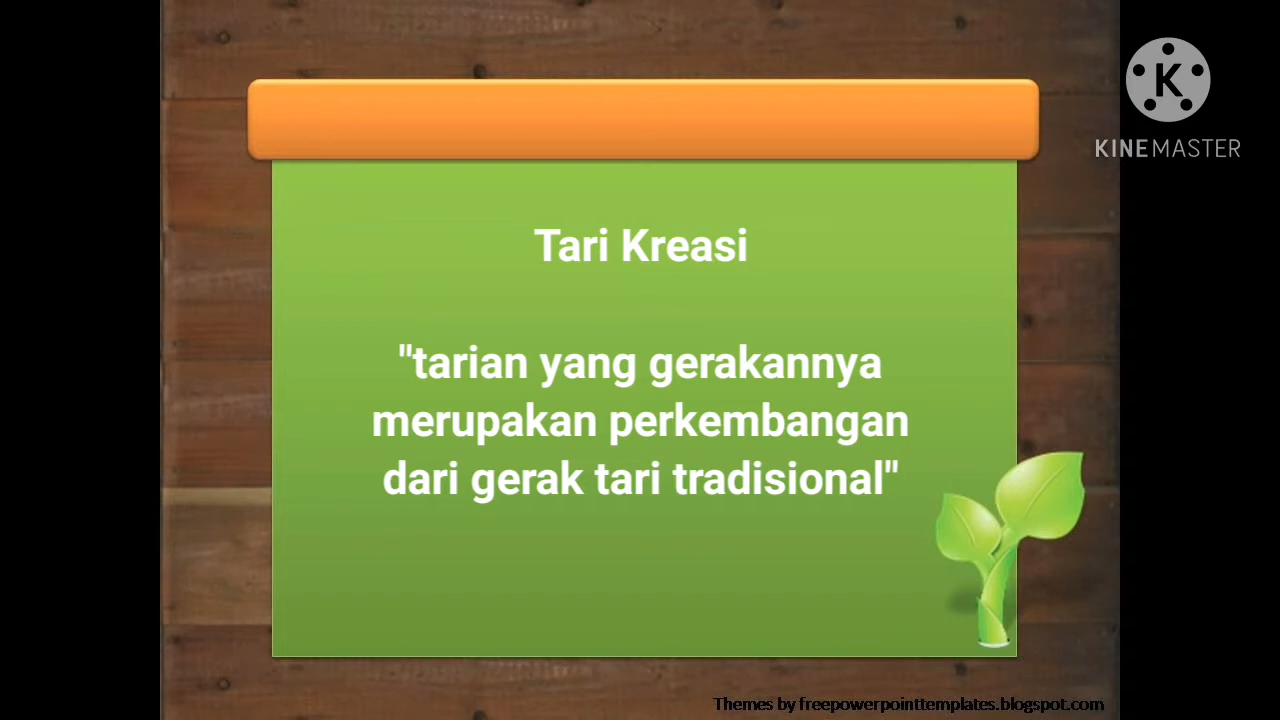 K
KINEMASTER
Tari Kreasi
"tarian yang gerakannya
merupakan perkembangan
dari gerak tari tradisional"
Themes by freepowerpointtemplates.blogspot.com